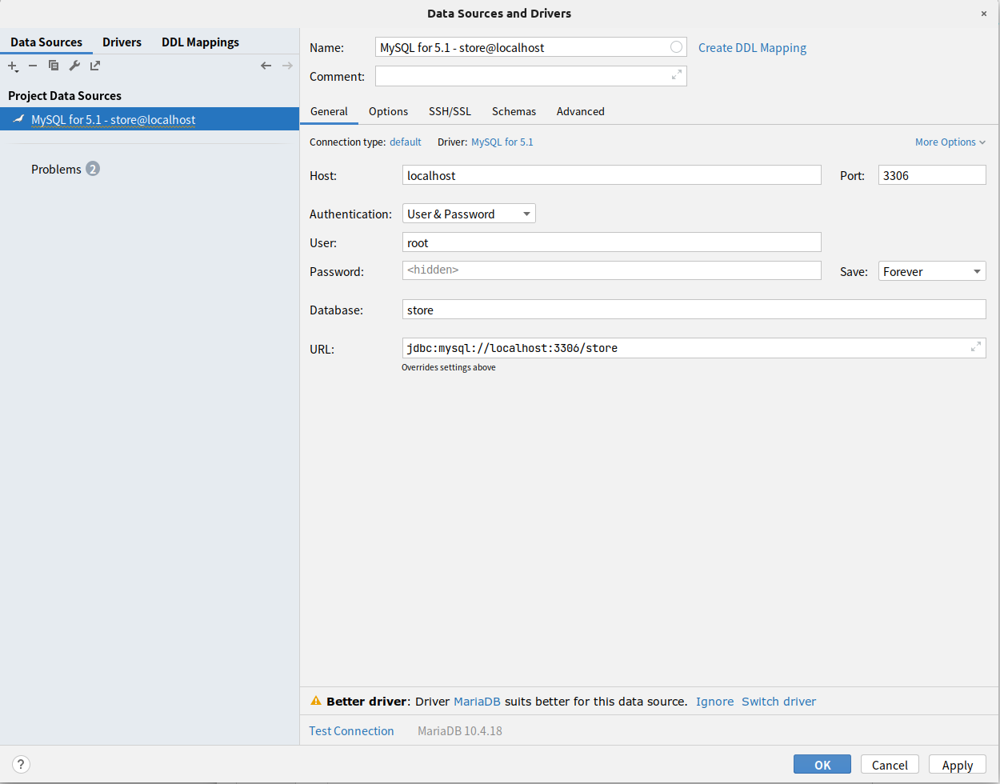 Data Sources and Drivers
Data Sources Drivers DDL Mappings
Project Data Sources
MySQL for 5.1 - store@localhost
Problems 2
Name: MySQL for 5.1 - store@localhost Create DDL Mapping
Comment:
General Options SSH/SSL Schemas Advanced
Connection type: default Driver: MySQL for 5.1 More Options
Host: localhost Port: 3306
Authentication: User & Password
User: root
Password: <hidden> Save: Forever
Database: store
URL: jdbc:mysql://localhost:3306/store
Overrides settings above
Better driver: Driver MariaDB suits better for this data source. Ignore Switch driver
Test Connection MariaDB 10.4.18
? OK Cancel Apply